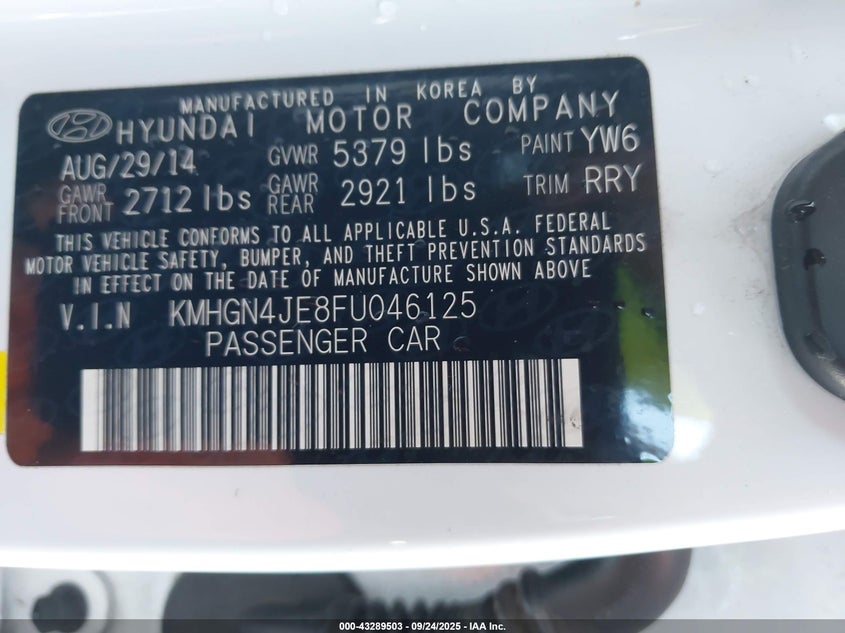 MANUFACTURED IN KOREA BY
HYUNDAI MOTOR COMPANY
AUG/29/14 GVWR 5379 lbs PAINT YW6
GAWR FRONT 2712 lbs GAWR REAR 2921 lbs TRIM RRY
THIS VEHICLE CONFORMS TO ALL APPLICABLE U.S.A. FEDERAL
MOTOR VEHICLE SAFETY, BUMPER, AND THEFT PREVENTION STANDARDS
IN EFFECT ON THE DATE OF MANUFACTURE SHOWN ABOVE
V.I.N KMHGN4JE8FU046125
PASSENGER CAR
000-43289503 - 09/24/2025 - IAA Inc.